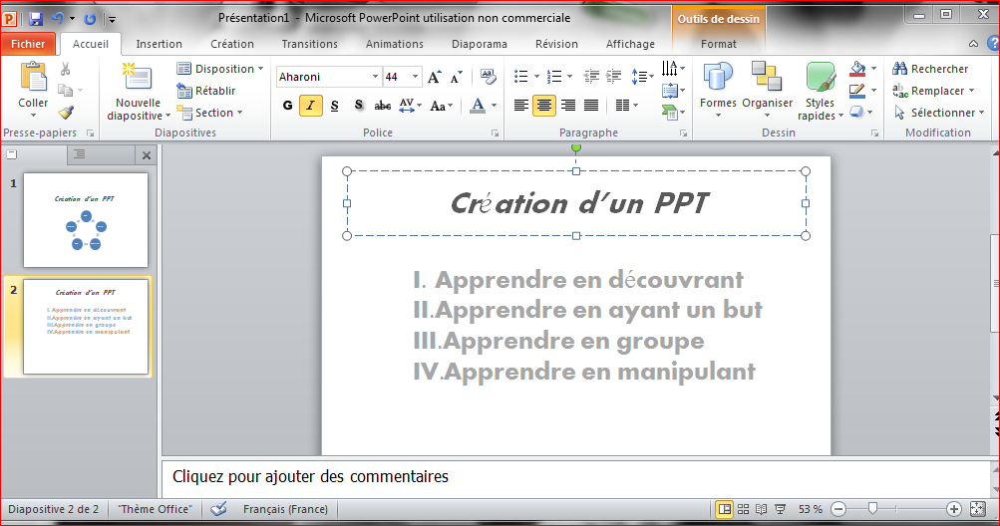 Présentation1 - Microsoft PowerPoint utilisation non commerciale
Outils de dessin
Fichier Accueil Insertion Création Transitions Animations Diaporama Révision Affichage Format
Coller
Presse-papiers
Nouvelle
diapositive
Disposition
Rétablir
Section
Diapositives
Aharoni 44
G I S S abc AV Aa A
Police
Paragraphe
Formes
Organiser
Styles
rapides
Dessin
Rechercher
Remplacer
Sélectionner
Modification
1
Création d'un PPT
2
Création d'un PPT
I. Apprendre en découvrant
II.Apprendre en ayant un but
III.Apprendre en groupe
IV.Apprendre en manipulant
Création d'un PPT
I. Apprendre en découvrant
II.Apprendre en ayant un but
III.Apprendre en groupe
IV.Apprendre en manipulant
Cliquez pour ajouter des commentaires
Diapositive 2 de 2 "Thème Office" Français (France) 53 %